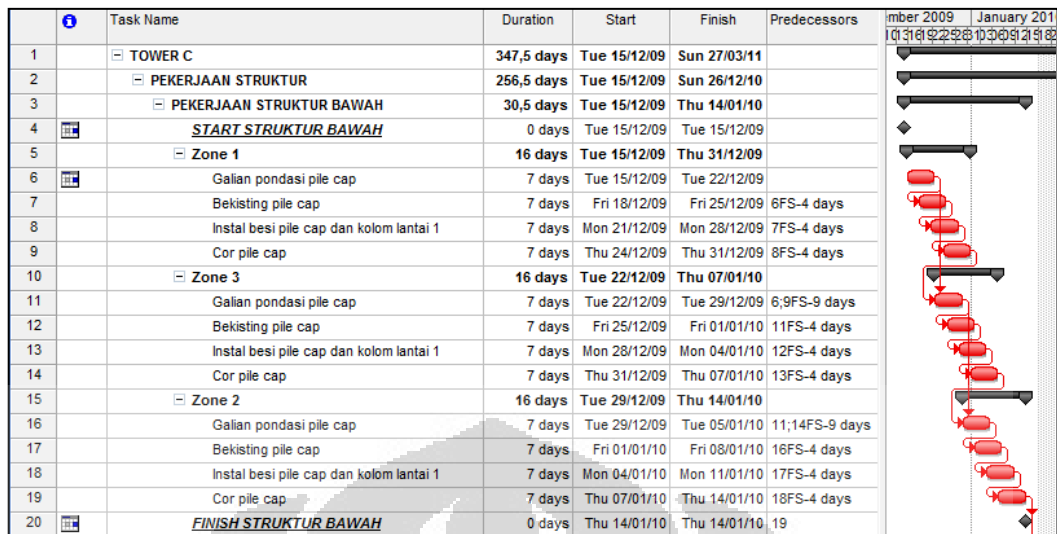 Task Name Duration Start Finish Predecessors mber 2009 January 201
1 TOWER C 347,5 days Tue 15/12/09 Sun 27/03/11
2 PEKERJAAN STRUKTUR 256,5 days Tue 15/12/09 Sun 26/12/10
3 PEKERJAAN STRUKTUR BAWAH 30,5 days Tue 15/12/09 Thu 14/01/10
4 START STRUKTUR BAWAH 0 days Tue 15/12/09 Tue 15/12/09
5 Zone 1 16 days Tue 15/12/09 Thu 31/12/09
6 Galian pondasi pile cap 7 days Tue 15/12/09 Tue 22/12/09
7 Bekisting pile cap 7 days Fri 18/12/09 Fri 25/12/09 6FS-4 days
8 Instal besi pile cap dan kolom lantai 1 7 days Mon 21/12/09 Mon 28/12/09 7FS-4 days
9 Cor pile cap 7 days Thu 24/12/09 Thu 31/12/09 8FS-4 days
10 Zone 3 16 days Tue 22/12/09 Thu 07/01/10
11 Galian pondasi pile cap 7 days Tue 22/12/09 Tue 29/12/09 6;9FS-9 days
12 Bekisting pile cap 7 days Fri 25/12/09 Fri 01/01/10 11FS-4 days
13 Instal besi pile cap dan kolom lantai 1 7 days Mon 28/12/09 Mon 04/01/10 12FS-4 days
14 Cor pile cap 7 days Thu 31/12/09 Thu 07/01/10 13FS-4 days
15 Zone 2 16 days Tue 29/12/09 Thu 14/01/10
16 Galian pondasi pile cap 7 days Tue 29/12/09 Tue 05/01/10 11;14FS-9 days
17 Bekisting pile cap 7 days Fri 01/01/10 Fri 08/01/10 16FS-4 days
18 Instal besi pile cap dan kolom lantai 1 7 days Mon 04/01/10 Mon 11/01/10 17FS-4 days
19 Cor pile cap 7 days Thu 07/01/10 Thu 14/01/10 18FS-4 days
20 FINISH STRUKTUR BAWAH 0 days Thu 14/01/10 Thu 14/01/10 19